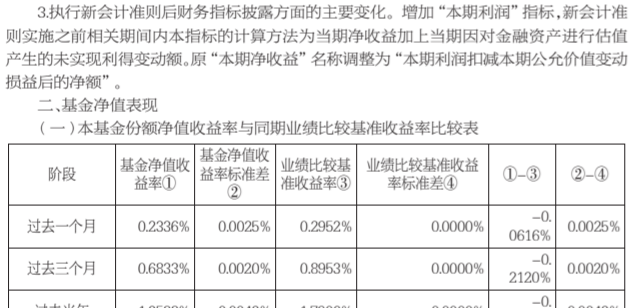 3.执行新会计准则后财务指标披露方面的主要变化。增加“本期利润”指标,新会计准
则实施之前相关期间内本指标的计算方法为当期净收益加上当期因对金融资产进行估值
产生的未实现利得变动额。原“本期净收益”名称调整为“本期利润扣减本期公允价值变动
损益后的净额”。
二、基金净值表现
(一)本基金份额净值收益率与同期业绩比较基准收益率比较表
阶段 基金净值收益率① 基金净值收益率标准差② 业绩比较基准收益率③ 业绩比较基准收益率标准差④ ①-③ ②-④
过去一个月 0.2336% 0.0025% 0.2952% 0.0000% -0.0616% 0.0025%
过去三个月 0.6833% 0.0020% 0.8953% 0.0000% -0.2120% 0.0020%
-0.